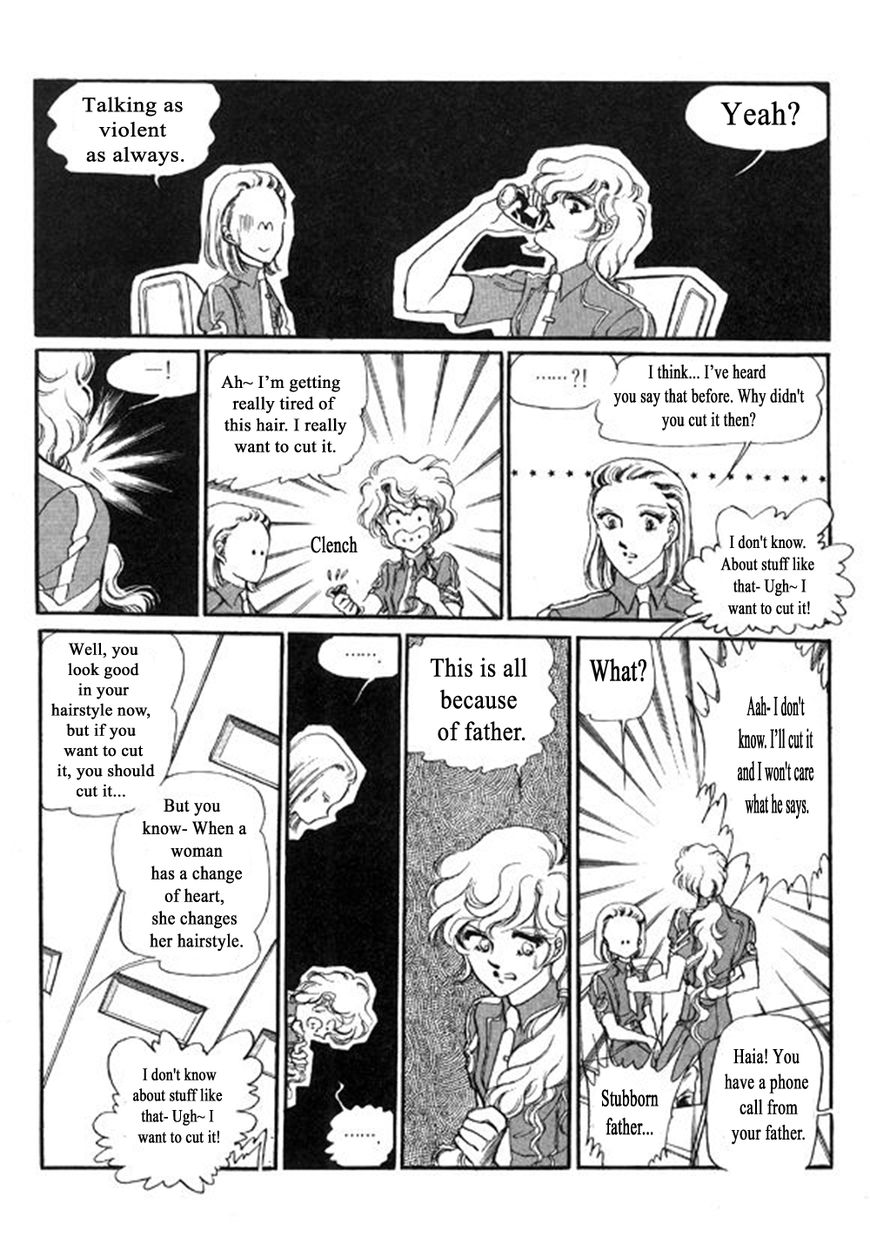 Talking as
violent
as always.
Yeah?
—!
Ah~ I'm getting
really tired of
this hair. I really
want to cut it.
Clench
……?!
I think... I've heard
you say that before. Why didn't
you cut it then?
I don't know.
About stuff like
that- Ugh~ I
want to cut it!
Well, you
look good
in your
hairstyle now,
but if you
want to cut
it, you should
cut it...
But you
know- When a
woman
has a change
of heart,
she changes
her hairstyle.
I don't know
about stuff like
that- Ugh~ I
want to cut it!
…….
…….
This is all
because
of father.
What?
Aah- I don't
know. I'll cut it
and I won't care
what he says.
Stubborn
father...
Haia! You
have a phone
call from
your father.